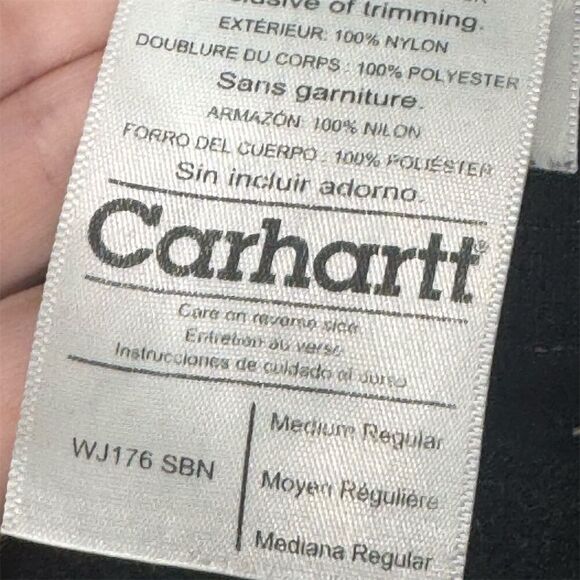 of trimming.
EXTÉRIEUR: 100% NYLON
DOUBLURE DU CORPS : 100% POLYESTER
Sans garniture.
ARMAZÓN: 100% NILON
FORRO DEL CUERPO : 100% POLIÉSTER
Sin incluir adorno.
Carhartt®
Care on reverse side
Entretien au verso
Instrucciones de cuidado al
WJ176 SBN
Medium Regular
Moyen Régulière
Mediana Regular